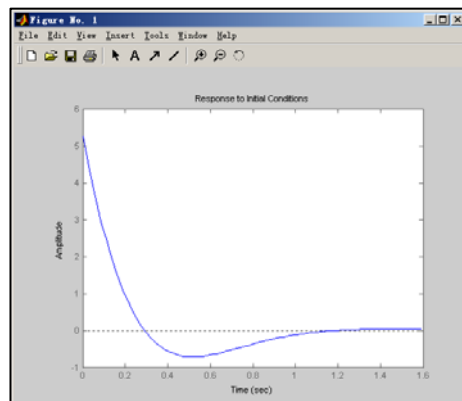 Figure No. 1
File Edit View Insert Tools Window Help
A
Response to Initial Conditions
6
5
4
3
2
1
0
-1
Amplitude
0 0.2 0.4 0.6 0.8 1 1.2 1.4 1.6
Time (sec)